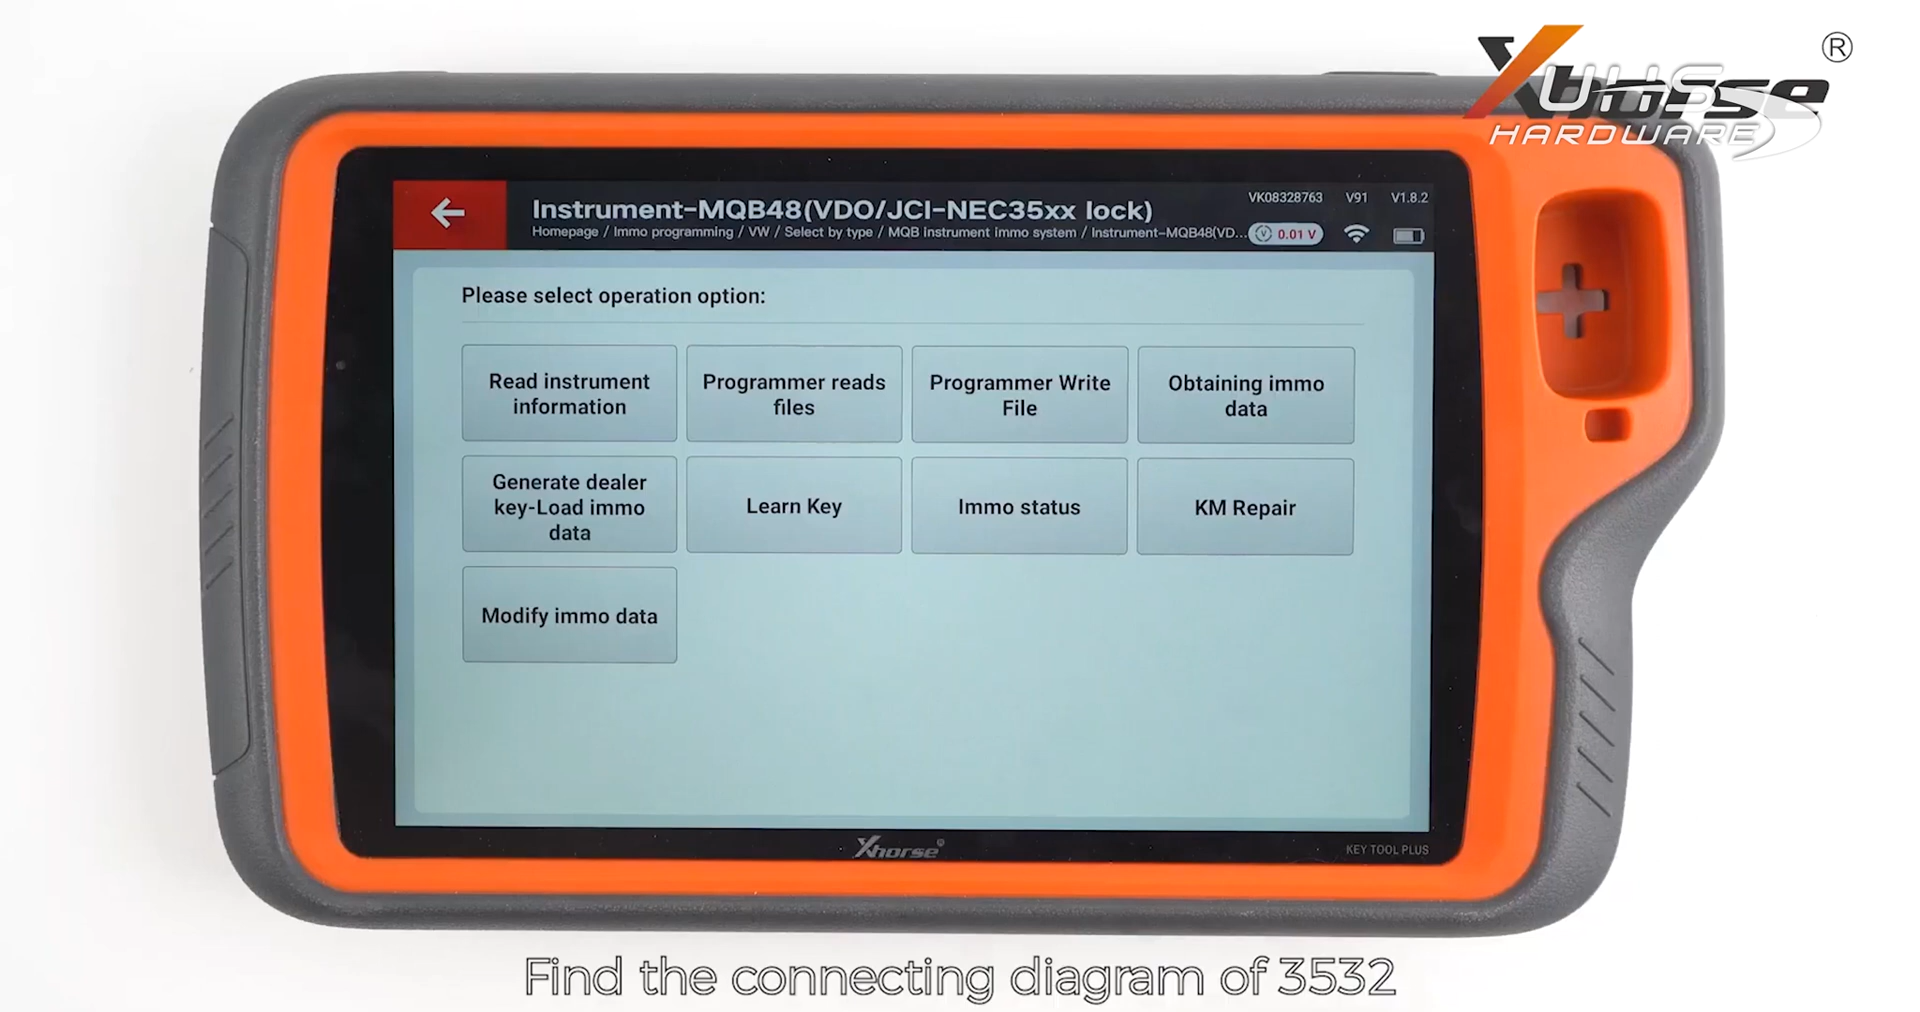 Xhorse®
UHS
HARDWARE
Instrument-MQB48(VDO/JCI-NEC35xx lock)
VK08328763 V91 V1.8.2
Homepage / Immo programming / VW / Select by type / MQB instrument immo system / Instrument-MQB48(VD...
0.01 V
Please select operation option:
Read instrument
information
Programmer reads
files
Programmer Write
File
Obtaining immo
data
Generate dealer
key-Load immo
data
Learn Key
Immo status
KM Repair
Modify immo data
Xhorse®
KEY TOOL PLUS
Find the connecting diagram of 3532